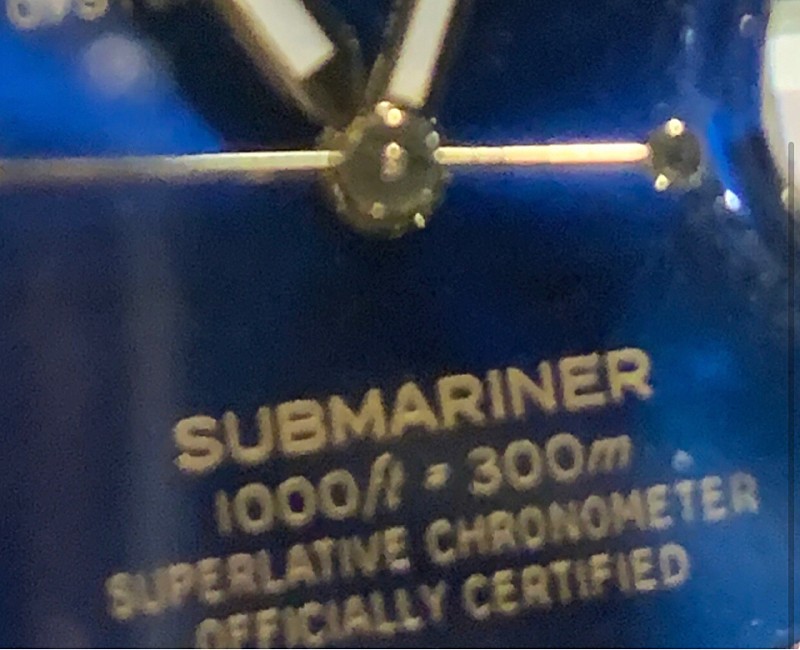 SUBMARINER
1000ft = 300m
SUPERLATIVE CHRONOMETER
OFFICIALLY CERTIFIED